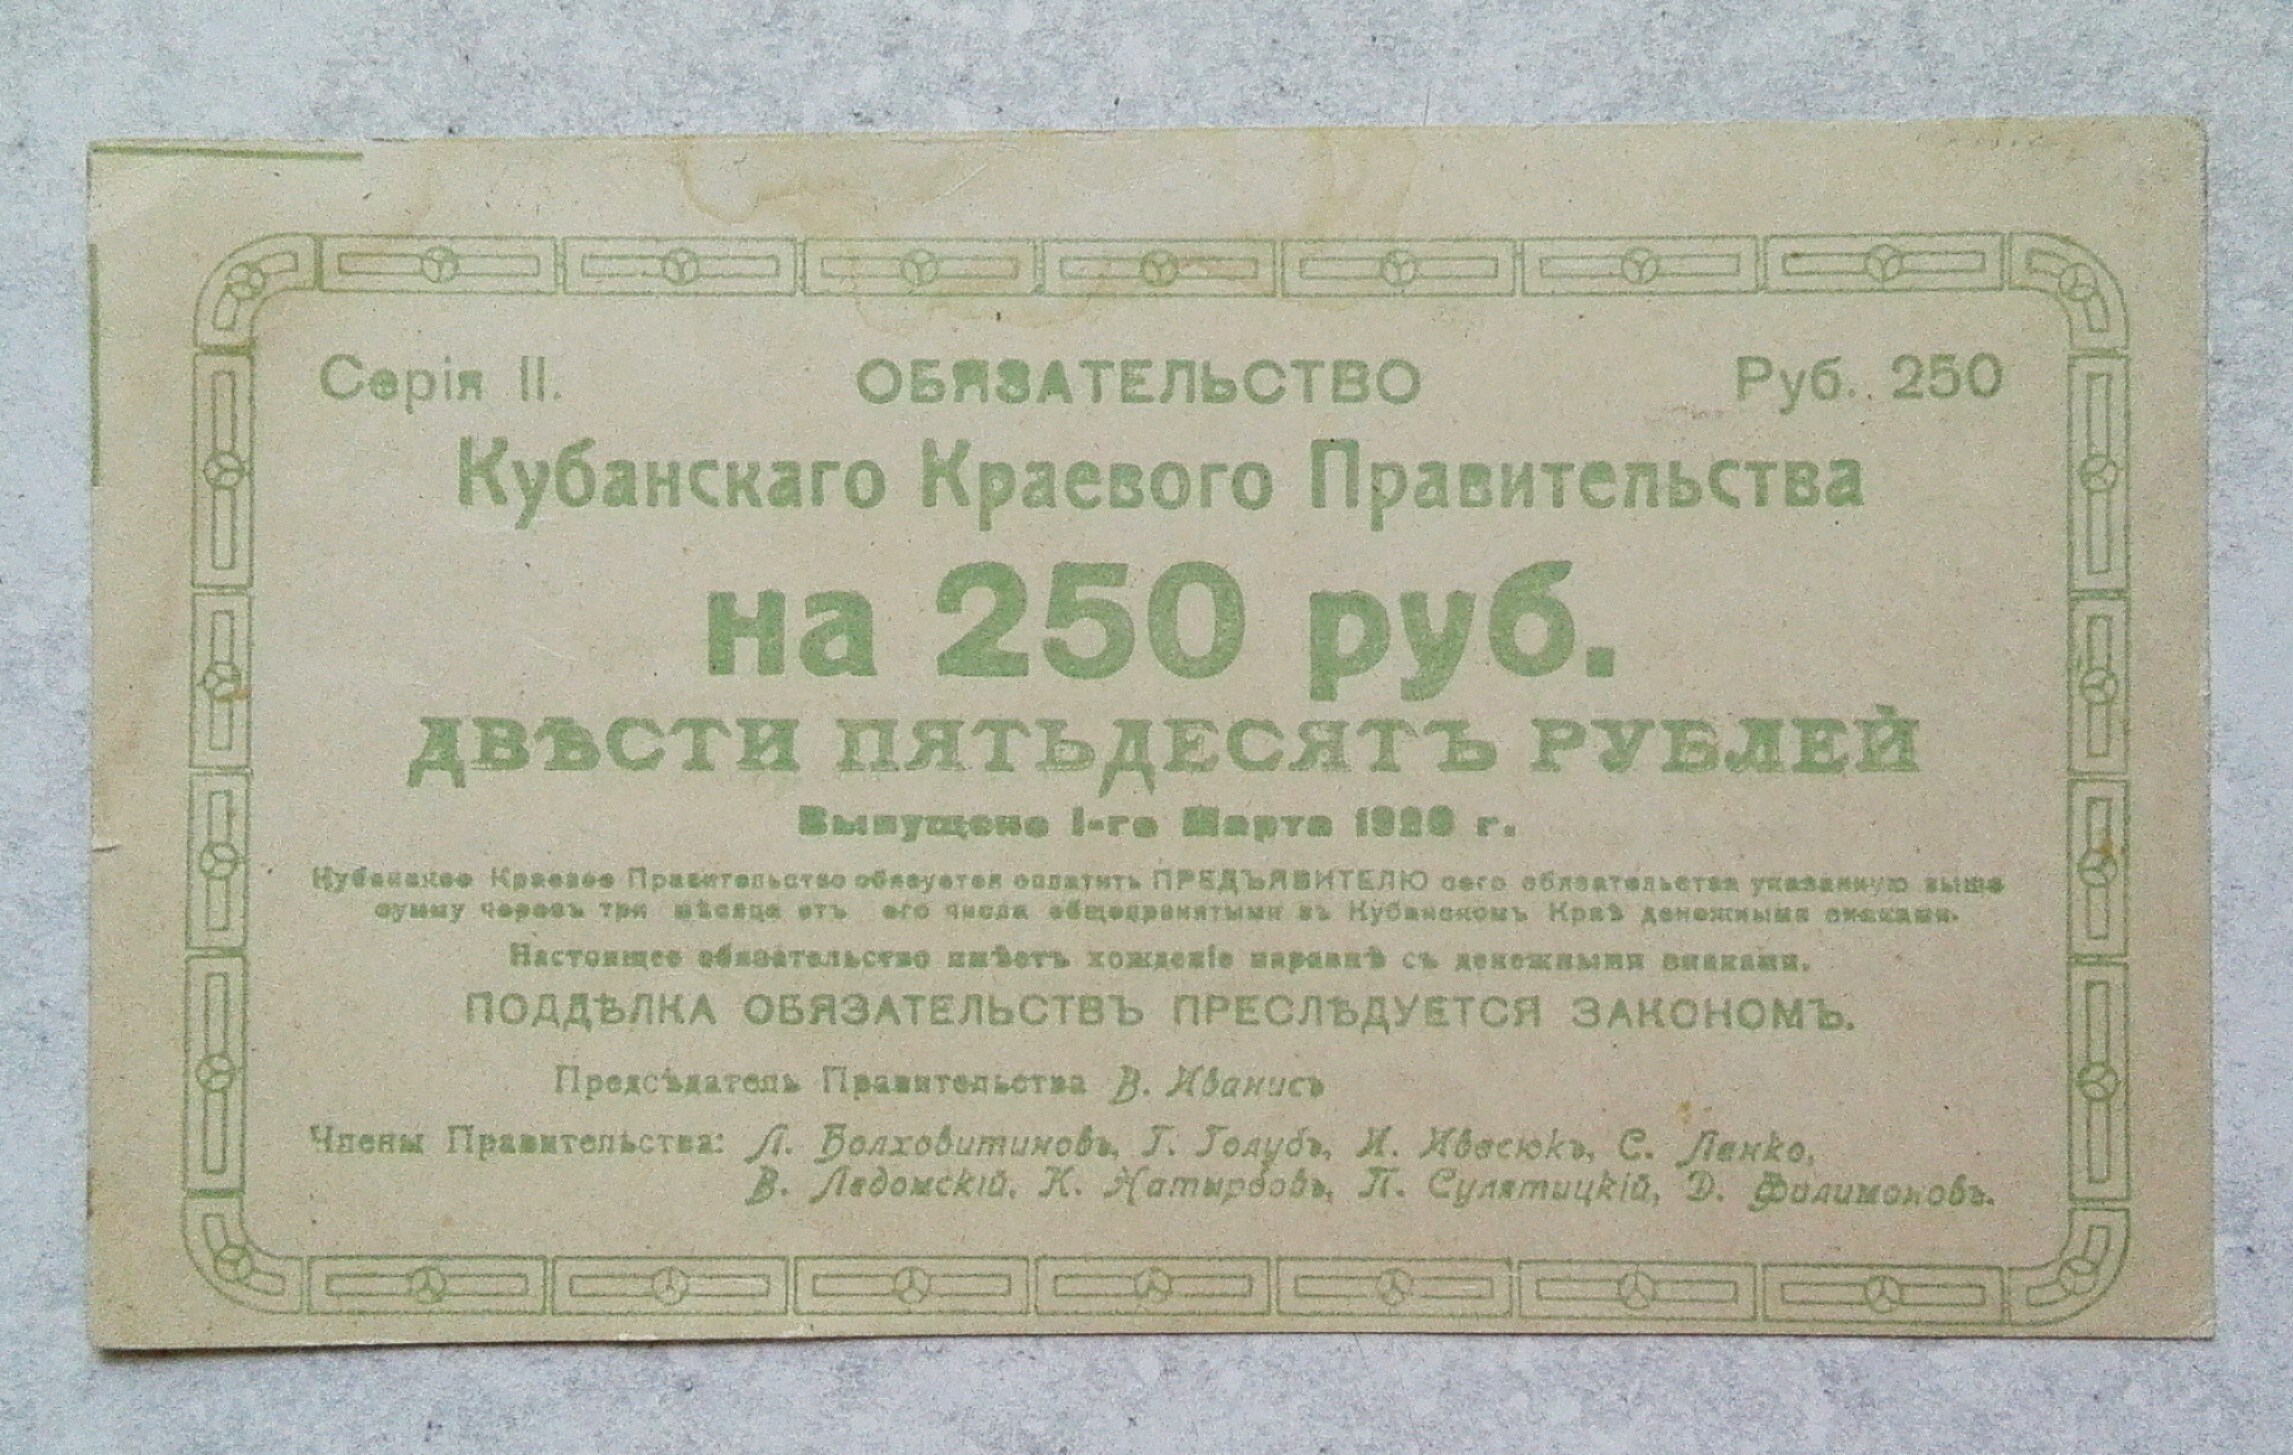 Серія II. ОБЯЗАТЕЛЬСТВО Руб. 250
Кубанскаго Краевого Правительства
на 250 руб.
ДВѢСТИ ПЯТЬДЕСЯТЪ РУБЛЕЙ
Выпущено 1-го Марта 1920 г.
Кубанское Краевое Правительство обязуется оплатить ПРЕДЪЯВИТЕЛЮ сего обязательства указанную выше
сумму черезъ три мѣсяца отъ его числа общепринятыми въ Кубанскомъ Краѣ денежными знаками.
Настоящее обязательство имѣетъ хожденіе наравнѣ съ денежными знаками.
ПОДДѢЛКА ОБЯЗАТЕЛЬСТВЪ ПРЕСЛѢДУЕТСЯ ЗАКОНОМЪ.
Предсѣдатель Правительства В. Иванисъ
Члены Правительства: Л. Болховитиновъ, Г. Голубъ, И. Ивасюкъ, С. Ленко,
В. Ледомскій, К. Натырбовъ, П. Сулятицкій, Д. Филимоновъ.